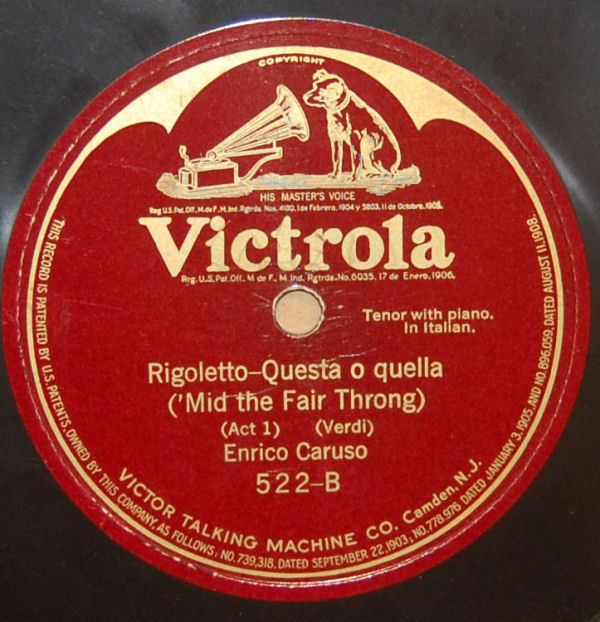 COPYRIGHT
HIS MASTER'S VOICE
Reg U.S. Pat. Off., M. de F., M. Ind. Rgtrda. Nos. 4190, 1 de Febrero, 1904 y 5803, 11 de Octubre, 1905.
Victrola
Reg. U.S. Pat. Off., M de F., M. Ind. Rgtrda. No. 6035, 17 de Enero, 1906.
Tenor with piano.
In Italian.
Rigoletto–Questa o quella
('Mid the Fair Throng)
(Act 1) (Verdi)
Enrico Caruso
522–B
VICTOR TALKING MACHINE CO. Camden, N. J.
THIS RECORD IS PATENTED BY U.S. PATENTS, OWNED BY THIS COMPANY, AS FOLLOWS: NO. 739,318, DATED SEPTEMBER 22, 1903; NO. 778,976 DATED JANUARY 3, 1905, AND NO. 896,059, DATED AUGUST 11, 1908.